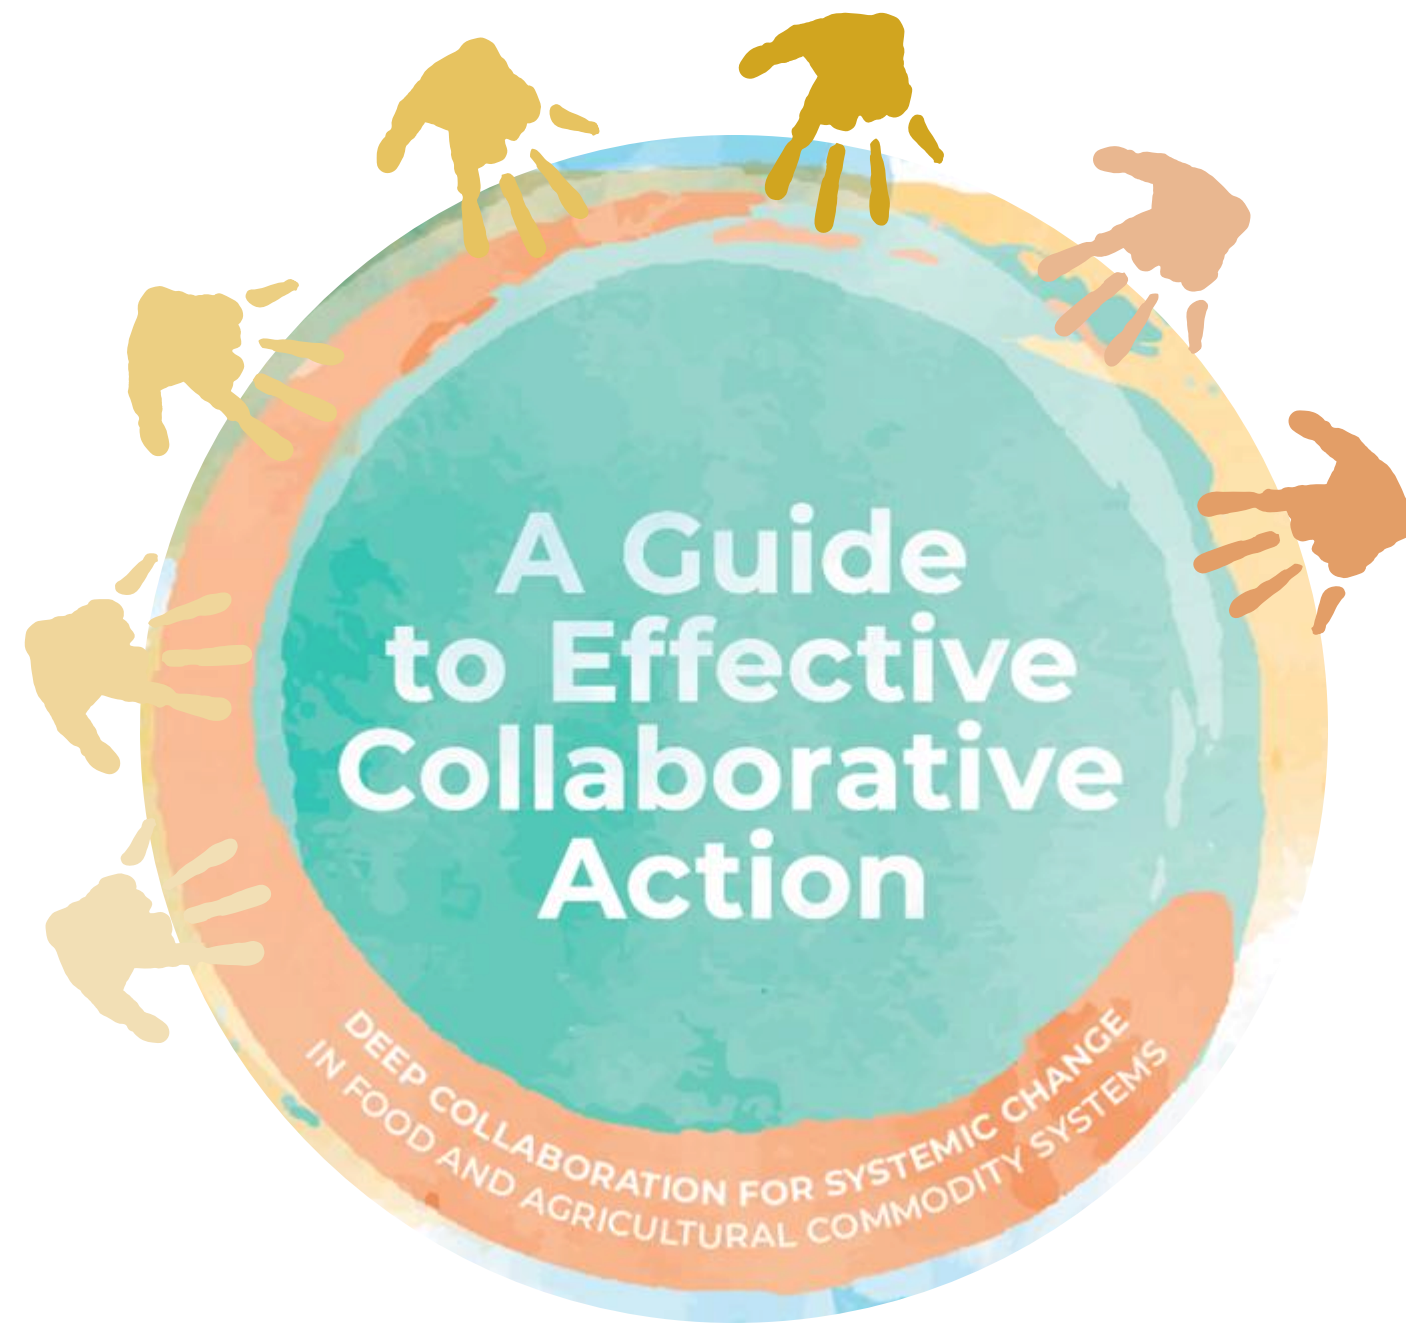 A Guide
to Effective
Collaborative
Action
DEEP COLLABORATION FOR SYSTEMIC CHANGE
IN FOOD AND AGRICULTURAL COMMODITY SYSTEMS